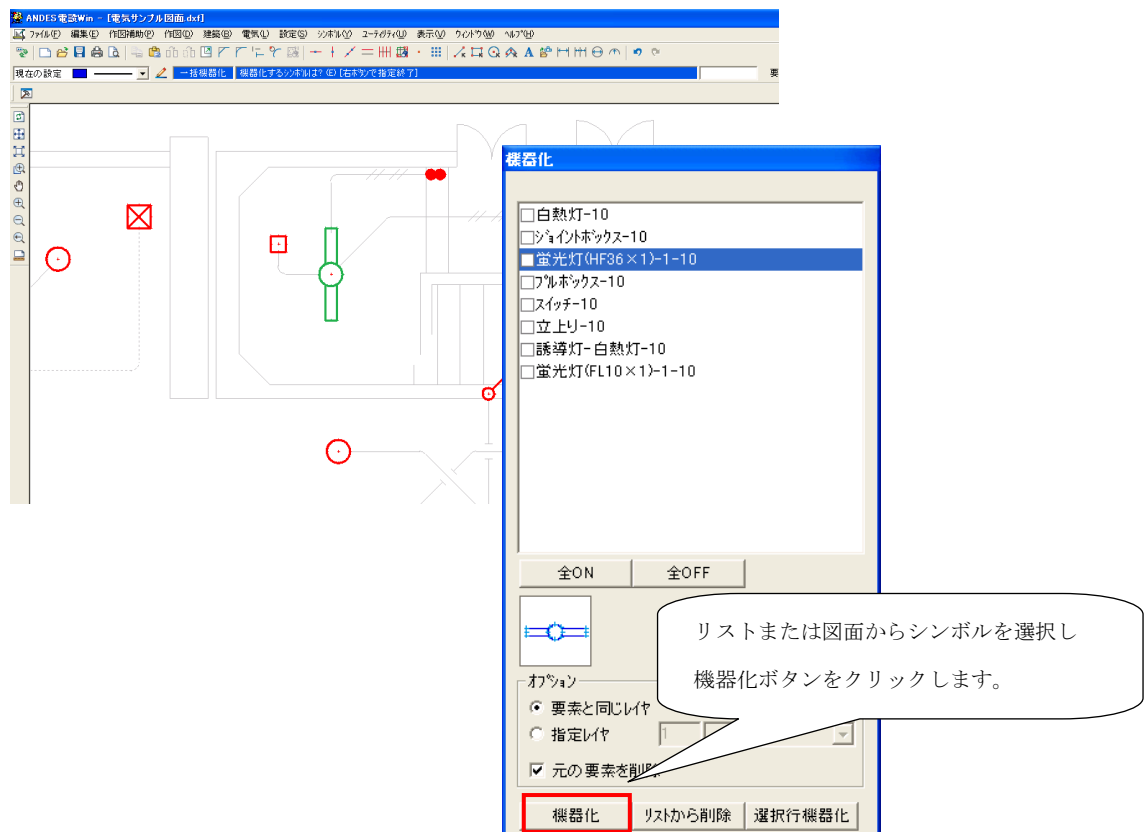 ANDES 電設Win - [電気サンプル図面.dxf]
ﾌｧｲﾙ(F) 編集(E) 作図補助(P) 作図(D) 建築(B) 電気(L) 設定(S) ｼﾝﾎﾞﾙ(Y) ﾕｰﾃｨﾘﾃｨ(U) 表示(V) ｳｨﾝﾄﾞｳ(W) ﾍﾙﾌﾟ(H)
現在の設定 一括機器化 機器化するｼﾝﾎﾞﾙは? (E) [右ﾎﾞﾀﾝで指定終了] 要
機器化
白熱灯-10
ｼﾞｮｲﾝﾄﾎﾞｯｸｽ-10
蛍光灯(HF36×1)-1-10
ﾌﾟﾙﾎﾞｯｸｽ-10
ｽｲｯﾁ-10
立上り-10
誘導灯-白熱灯-10
蛍光灯(FL10×1)-1-10
全ON 全OFF
リストまたは図面からシンボルを選択し
機器化ボタンをクリックします。
ｵﾌﾟｼｮﾝ
要素と同じﾚｲﾔ
指定ﾚｲﾔ 1
元の要素を削除
機器化 ﾘｽﾄから削除 選択行機器化